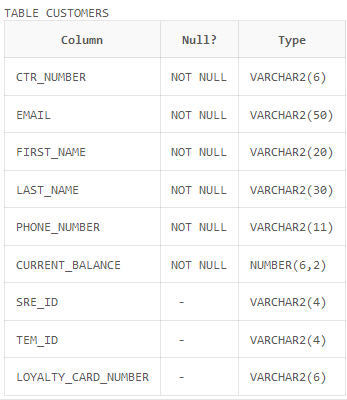 TABLE CUSTOMERS
Column Null? Type
CTR_NUMBER NOT NULL VARCHAR2(6)
EMAIL NOT NULL VARCHAR2(50)
FIRST_NAME NOT NULL VARCHAR2(20)
LAST_NAME NOT NULL VARCHAR2(30)
PHONE_NUMBER NOT NULL VARCHAR2(11)
CURRENT_BALANCE NOT NULL NUMBER(6,2)
SRE_ID - VARCHAR2(4)
TEM_ID - VARCHAR2(4)
LOYALTY_CARD_NUMBER - VARCHAR2(6)